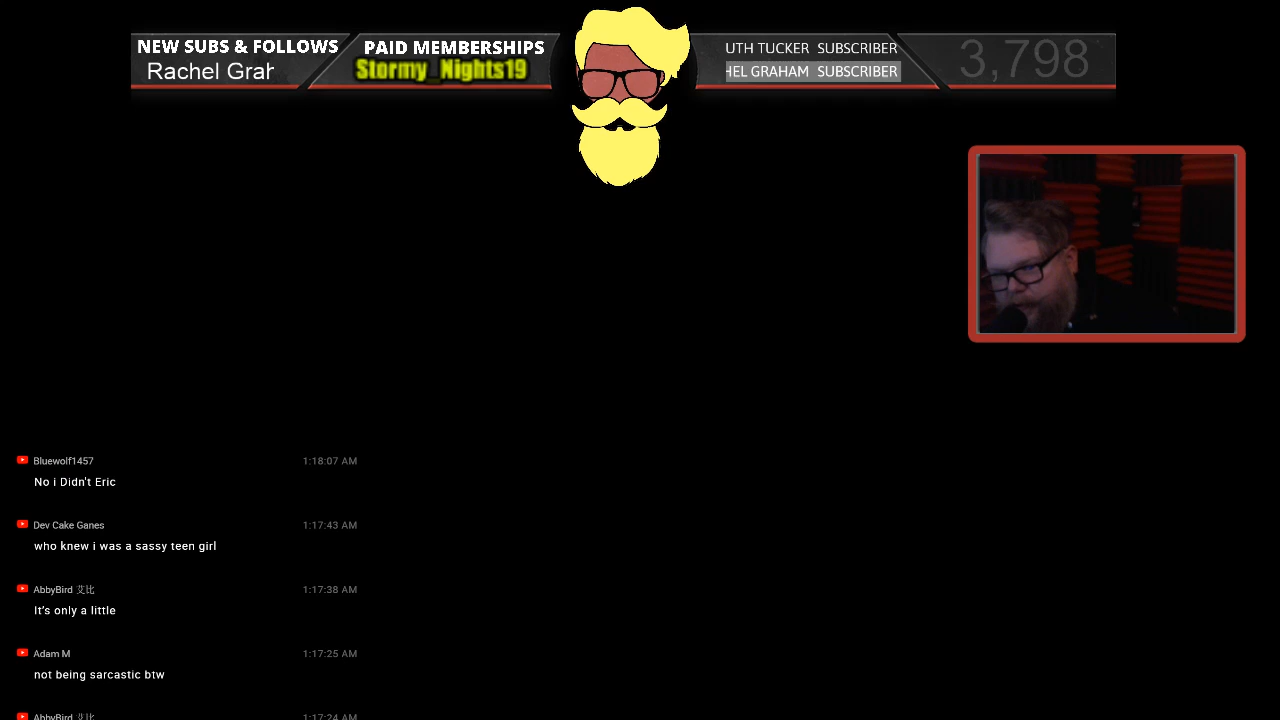 NEW SUBS & FOLLOWS
Rachel Grah
PAID MEMBERSHIPS
Stormy_Nights19
UTH TUCKER SUBSCRIBER
HEL GRAHAM SUBSCRIBER
3,798
Bluewolf1457 1:18:07 AM
No i Didn't Eric
Dev Cake Ganes 1:17:43 AM
who knew i was a sassy teen girl
AbbyBird 艾比 1:17:38 AM
It's only a little
Adam M 1:17:25 AM
not being sarcastic btw
AbbyBird 艾比 1:17:24 AM